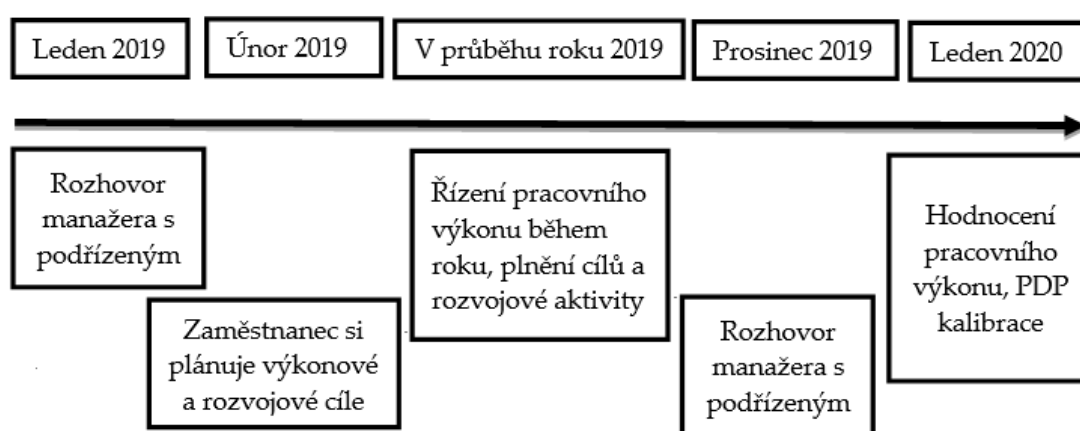 Leden 2019
Únor 2019
V průběhu roku 2019
Prosinec 2019
Leden 2020
Rozhovor
manažera s
podřízeným
Zaměstnanec si
plánuje výkonové
a rozvojové cíle
Řízení pracovního
výkonu během
roku, plnění cílů a
rozvojové aktivity
Rozhovor
manažera s
podřízeným
Hodnocení
pracovního
výkonu, PDP
kalibrace